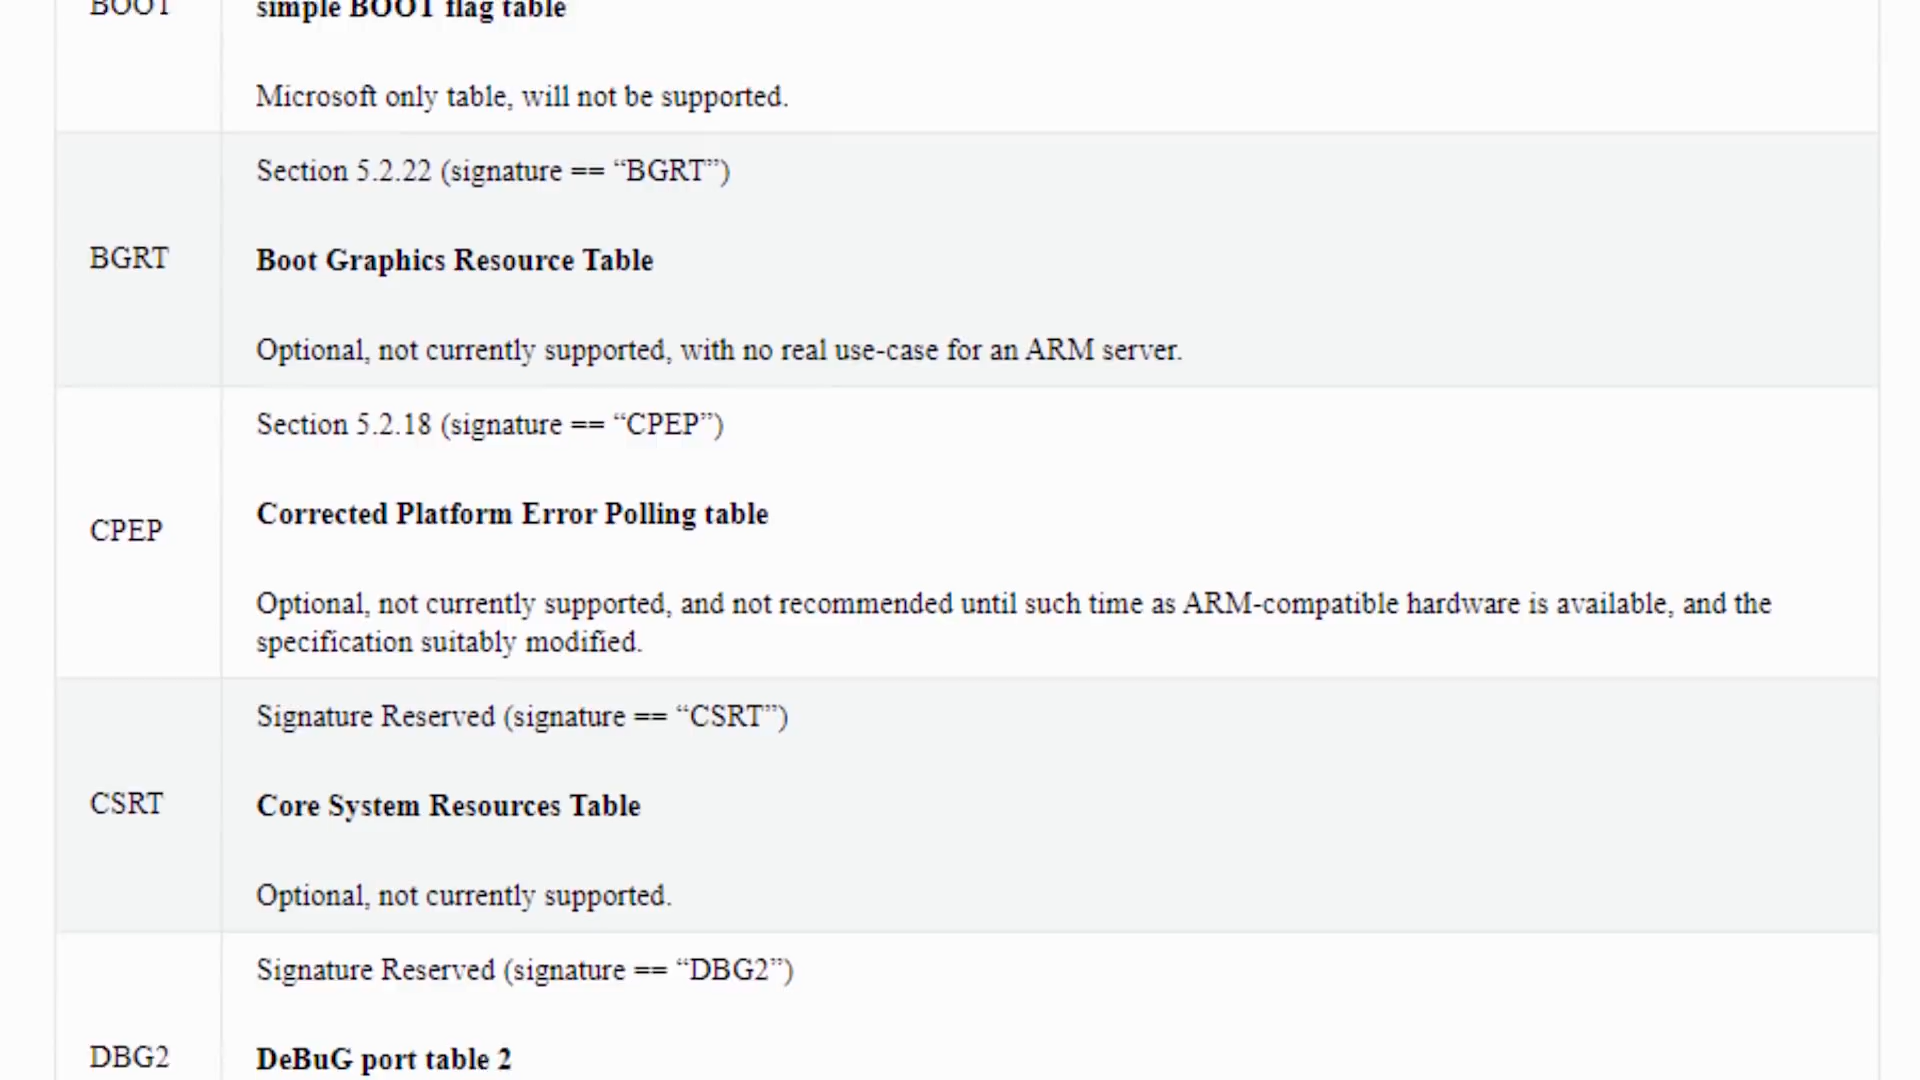 BOOT
simple BOOT flag table
Microsoft only table, will not be supported.
Section 5.2.22 (signature == “BGRT”)
BGRT
Boot Graphics Resource Table
Optional, not currently supported, with no real use-case for an ARM server.
Section 5.2.18 (signature == “CPEP”)
Corrected Platform Error Polling table
CPEP
Optional, not currently supported, and not recommended until such time as ARM-compatible hardware is available, and the
specification suitably modified.
Signature Reserved (signature == “CSRT”)
CSRT
Core System Resources Table
Optional, not currently supported.
Signature Reserved (signature == “DBG2”)
DBG2
DeBuG port table 2